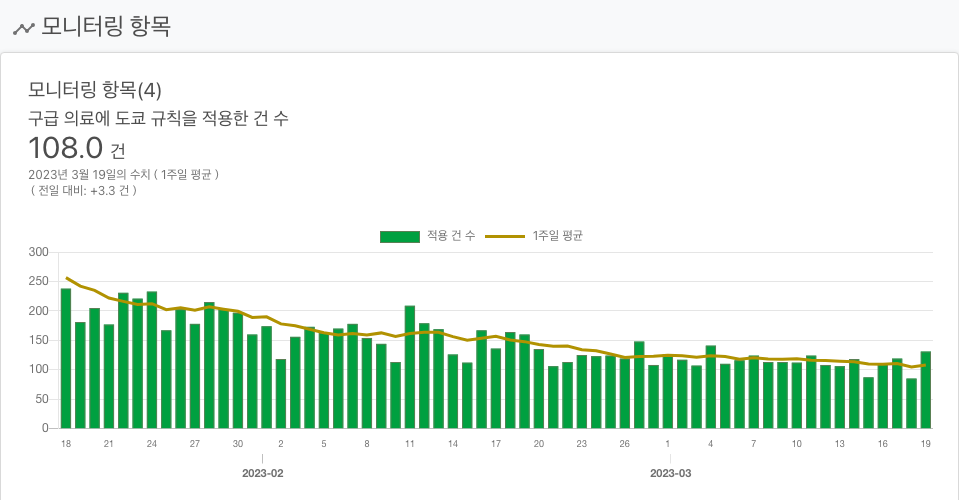 모니터링 항목
모니터링 항목(4)
구급 의료에 도쿄 규칙을 적용한 건 수
108.0 건
2023년 3월 19일의 수치 ( 1주일 평균 )
( 전일 대비: +3.3 건 )
적용 건 수 1주일 평균
300
250
200
150
100
50
0
18 21 24 27 30 2 5 8 11 14 17 20 23 26 1 4 7 10 13 16 19
2023-02 2023-03